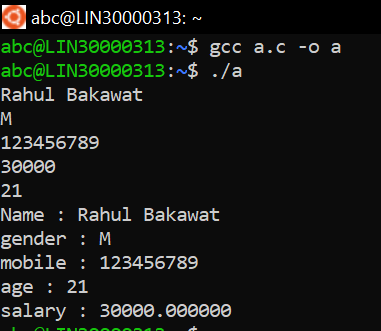 abc@LIN30000313: ~
abc@LIN30000313:~$ gcc a.c -o a
abc@LIN30000313:~$ ./a
Rahul Bakawat
M
123456789
30000
21
Name : Rahul Bakawat
gender : M
mobile : 123456789
age : 21
salary : 30000.000000